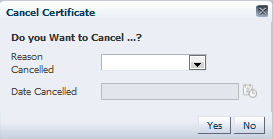 Cancel Certificate
Do you Want to Cancel ...?
Reason
Cancelled
Date Cancelled
Yes
No